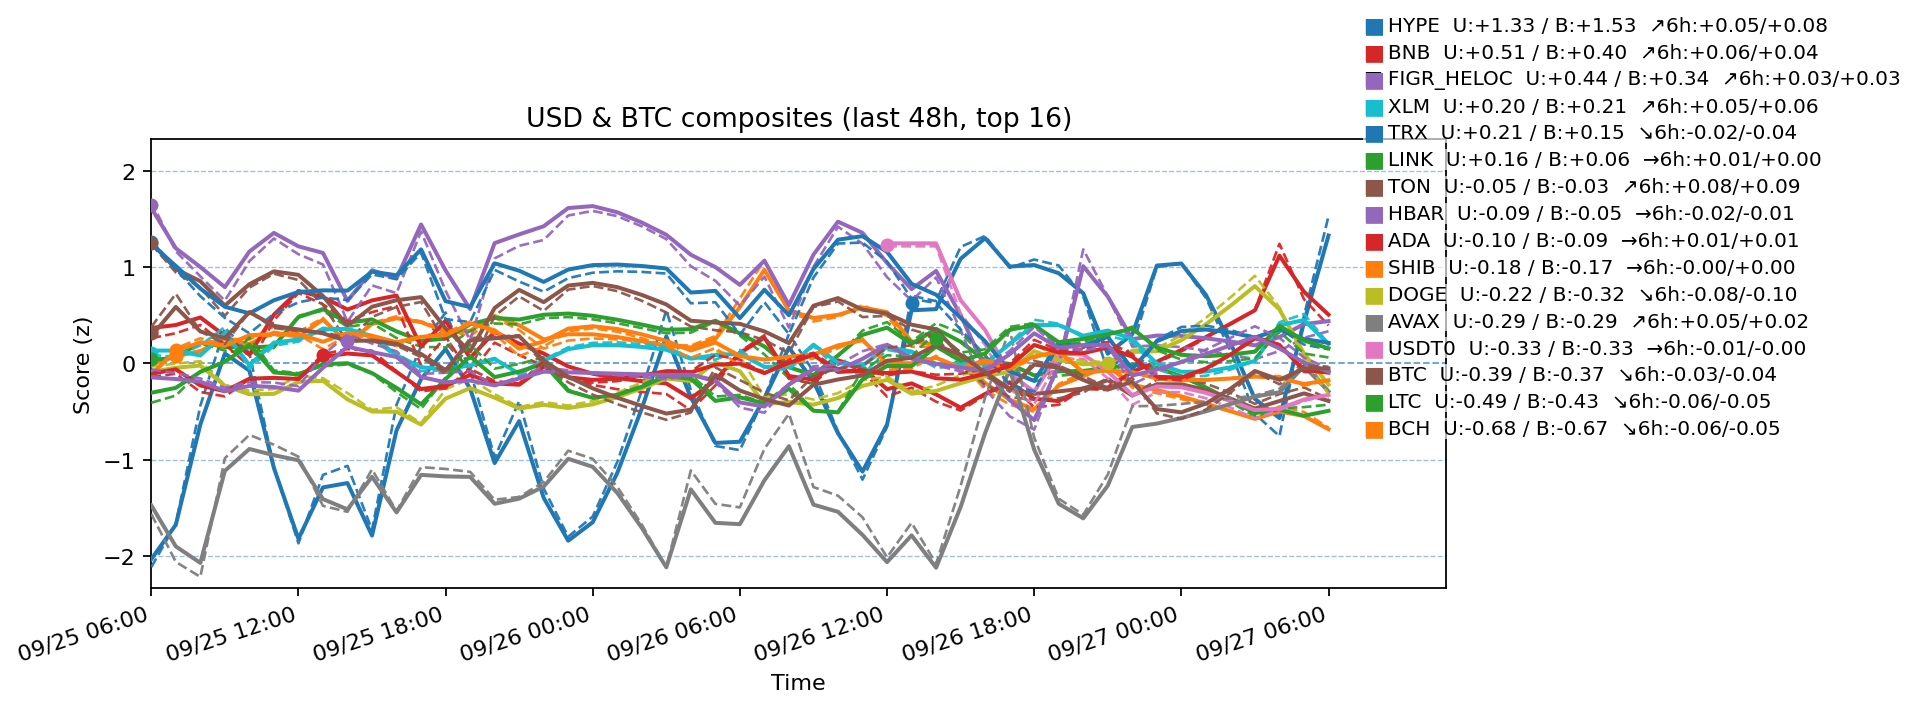 HYPE  U:+1.33 / B:+1.53  ↗6h:+0.05/+0.08
BNB  U:+0.51 / B:+0.40  ↗6h:+0.06/+0.04
FIGR_HELOC  U:+0.44 / B:+0.34  ↗6h:+0.03/+0.03
XLM  U:+0.20 / B:+0.21  ↗6h:+0.05/+0.06
TRX  U:+0.21 / B:+0.15  ↘6h:-0.02/-0.04
LINK  U:+0.16 / B:+0.06  →6h:+0.01/+0.00
TON  U:-0.05 / B:-0.03  ↗6h:+0.08/+0.09
HBAR  U:-0.09 / B:-0.05  →6h:-0.02/-0.01
ADA  U:-0.10 / B:-0.09  →6h:+0.01/+0.01
SHIB  U:-0.18 / B:-0.17  →6h:-0.00/+0.00
DOGE  U:-0.22 / B:-0.32  ↘6h:-0.08/-0.10
AVAX  U:-0.29 / B:-0.29  ↗6h:+0.05/+0.02
USDT0  U:-0.33 / B:-0.33  →6h:-0.01/-0.00
BTC  U:-0.39 / B:-0.37  ↘6h:-0.03/-0.04
LTC  U:-0.49 / B:-0.43  ↘6h:-0.06/-0.05
BCH  U:-0.68 / B:-0.67  ↘6h:-0.06/-0.05
USD & BTC composites (last 48h, top 16)
Score (z)
2
1
0
−1
−2
09/25 06:00
09/25 12:00
09/25 18:00
09/26 00:00
09/26 06:00
09/26 12:00
09/26 18:00
09/27 00:00
09/27 06:00
Time